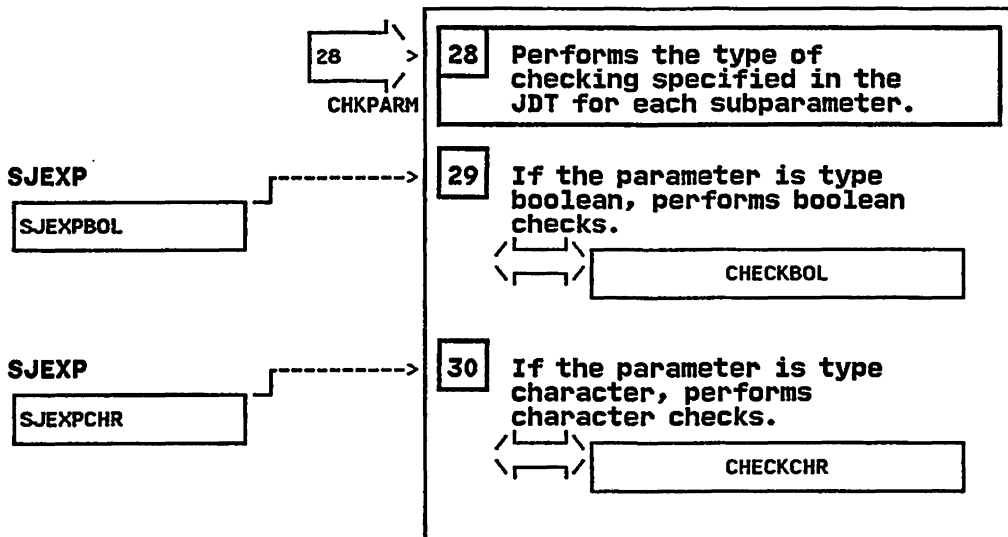 28
CHKPARM
28 Performs the type of
checking specified in the
JDT for each subparameter.
SJEXP
SJEXPBOL
29 If the parameter is type
boolean, performs boolean
checks.
CHECKBOL
SJEXP
SJEXPCHR
30 If the parameter is type
character, performs
character checks.
CHECKCHR